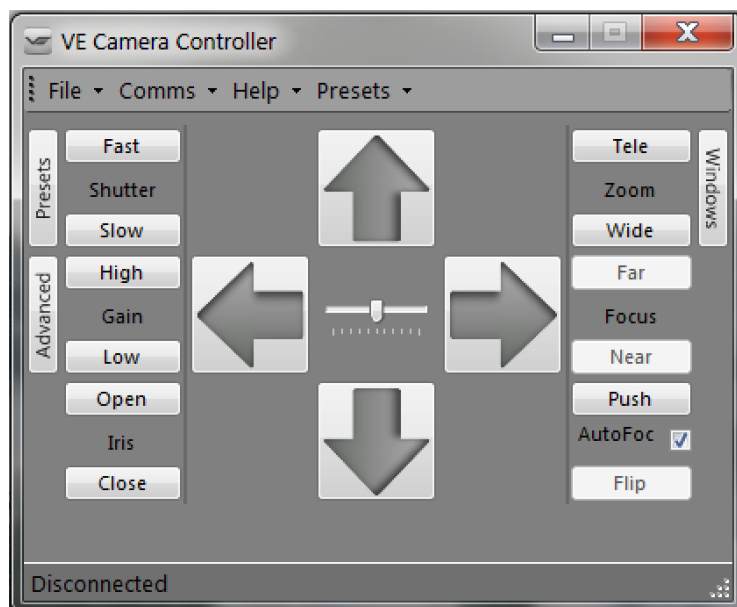 VE Camera Controller
File Comms Help Presets
Presets
Advanced
Fast
Shutter
Slow
High
Gain
Low
Open
Iris
Close
Tele
Zoom
Wide
Far
Focus
Near
Push
AutoFoc
Flip
Windows
Disconnected